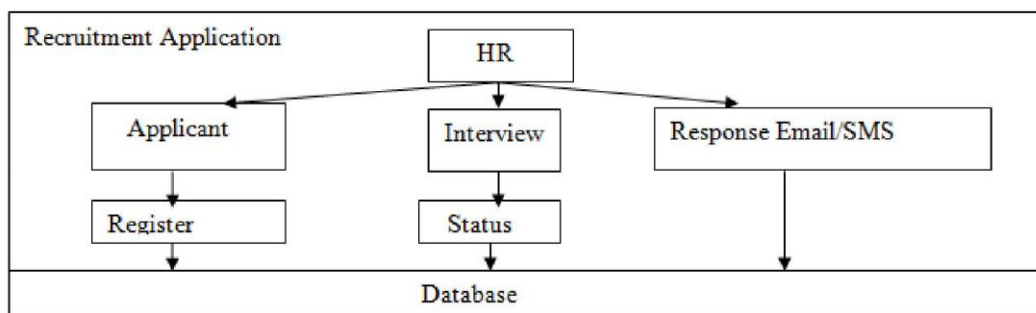 Recruitment Application
HR
Applicant
Interview
Response Email/SMS
Register
Status
Database